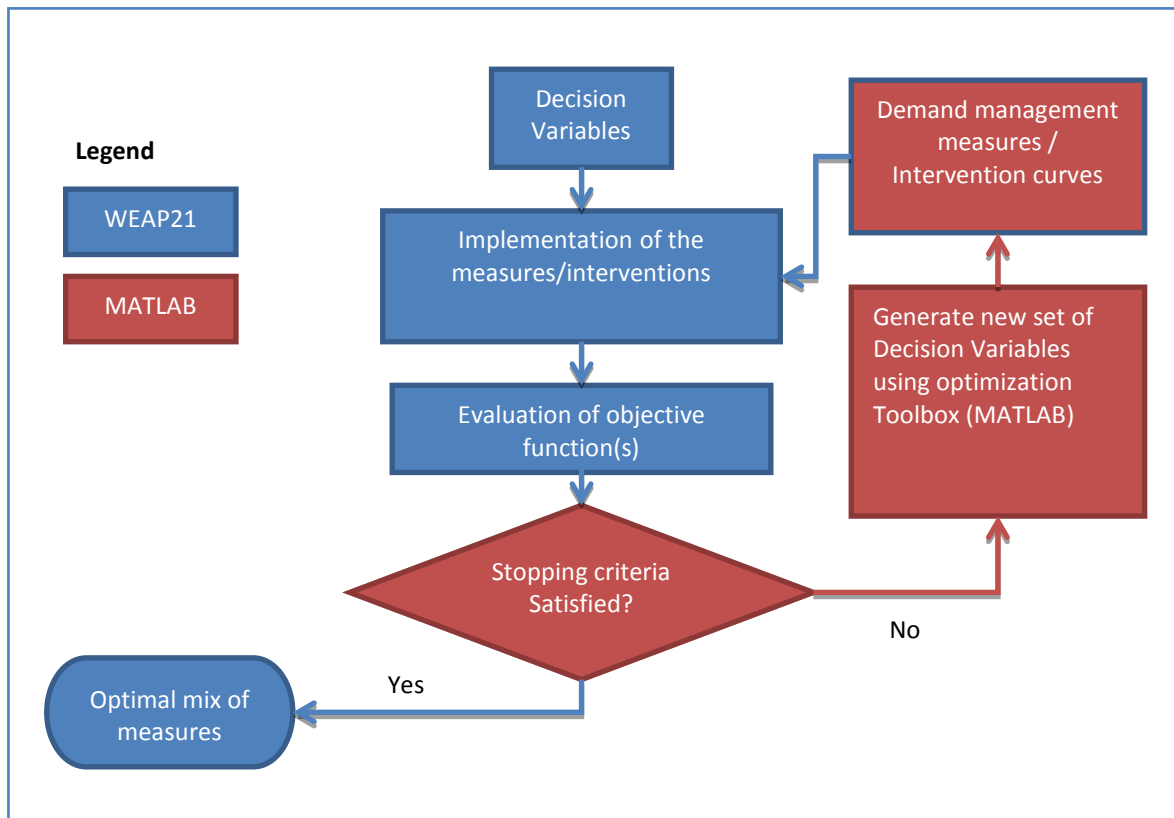 Legend
WEAP21
MATLAB
Decision
Variables
Implementation of the
measures/interventions
Evaluation of objective
function(s)
Stopping criteria
Satisfied?
Yes
Optimal mix of
measures
No
Generate new set of
Decision Variables
using optimization
Toolbox (MATLAB)
Demand management
measures /
Intervention curves